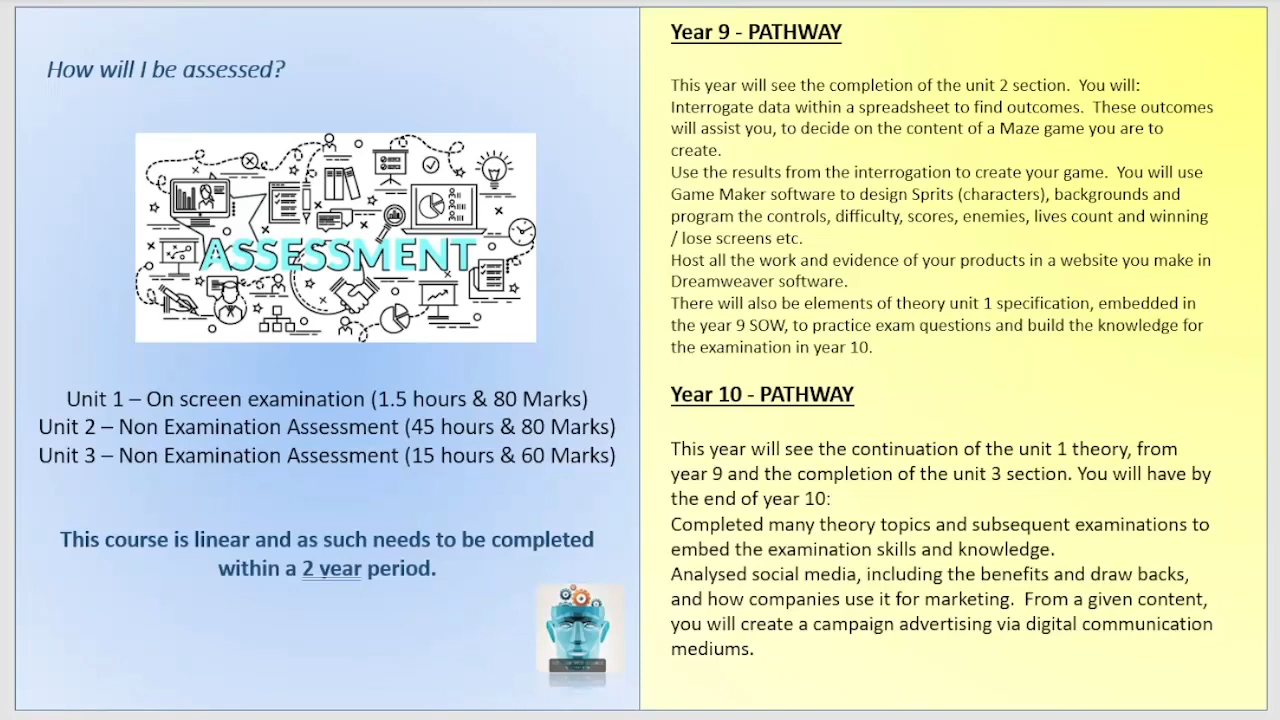 How will I be assessed?
ASSESSMENT
Unit 1 – On screen examination (1.5 hours & 80 Marks)
Unit 2 – Non Examination Assessment (45 hours & 80 Marks)
Unit 3 – Non Examination Assessment (15 hours & 60 Marks)
This course is linear and as such needs to be completed
within a 2 year period.
Year 9 - PATHWAY
This year will see the completion of the unit 2 section.  You will:
Interrogate data within a spreadsheet to find outcomes.  These outcomes
will assist you, to decide on the content of a Maze game you are to
create.
Use the results from the interrogation to create your game.  You will use
Game Maker software to design Sprits (characters), backgrounds and
program the controls, difficulty, scores, enemies, lives count and winning
/ lose screens etc.
Host all the work and evidence of your products in a website you make in
Dreamweaver software.
There will also be elements of theory unit 1 specification, embedded in
the year 9 SOW, to practice exam questions and build the knowledge for
the examination in year 10.
Year 10 - PATHWAY
This year will see the continuation of the unit 1 theory, from
year 9 and the completion of the unit 3 section. You will have by
the end of year 10:
Completed many theory topics and subsequent examinations to
embed the examination skills and knowledge.
Analysed social media, including the benefits and draw backs,
and how companies use it for marketing.  From a given content,
you will create a campaign advertising via digital communication
mediums.